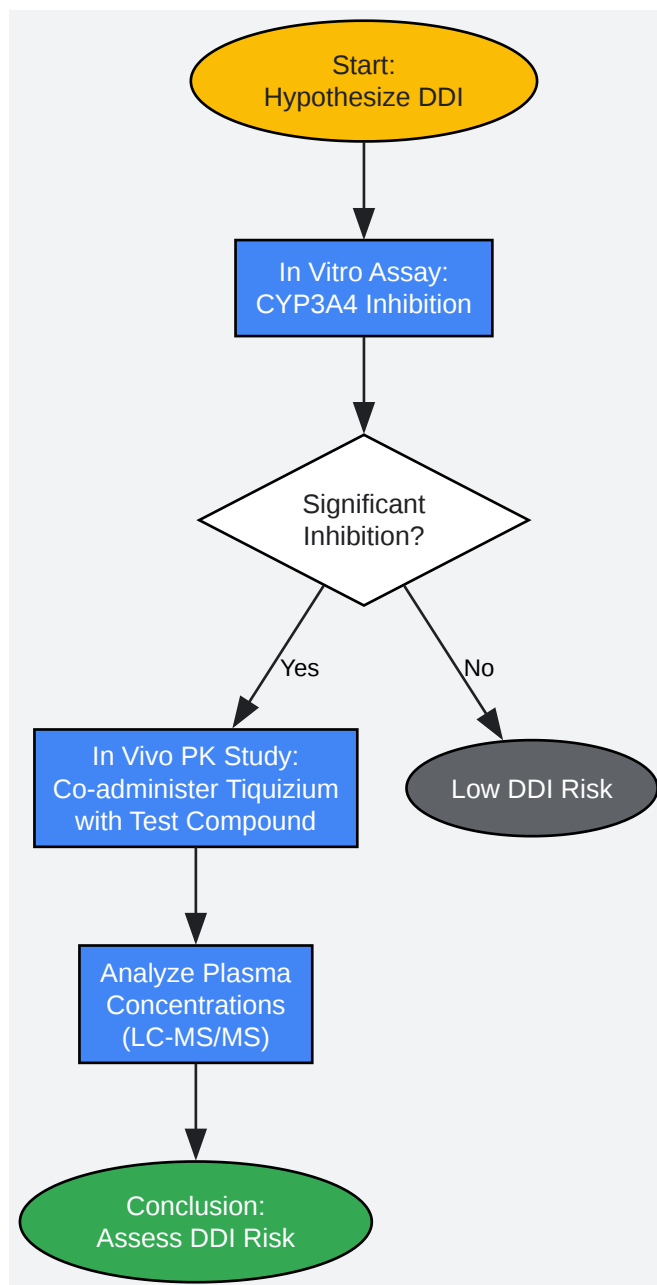 Start:
Hypothesize DDI
In Vitro Assay:
CYP3A4 Inhibition
Significant
Inhibition?
Yes
No
In Vivo PK Study:
Co-administer Tiquizium
with Test Compound
Low DDI Risk
Analyze Plasma
Concentrations
(LC-MS/MS)
Conclusion:
Assess DDI Risk